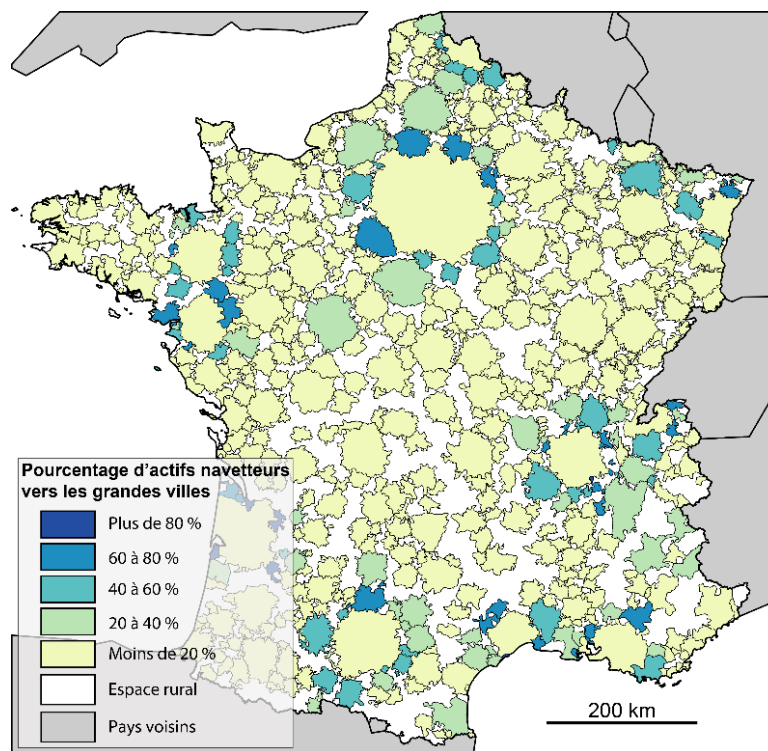 Pourcentage d'actifs navetteurs
vers les grandes villes
Plus de 80 %
60 à 80 %
40 à 60 %
20 à 40 %
Moins de 20 %
Espace rural
Pays voisins
200 km